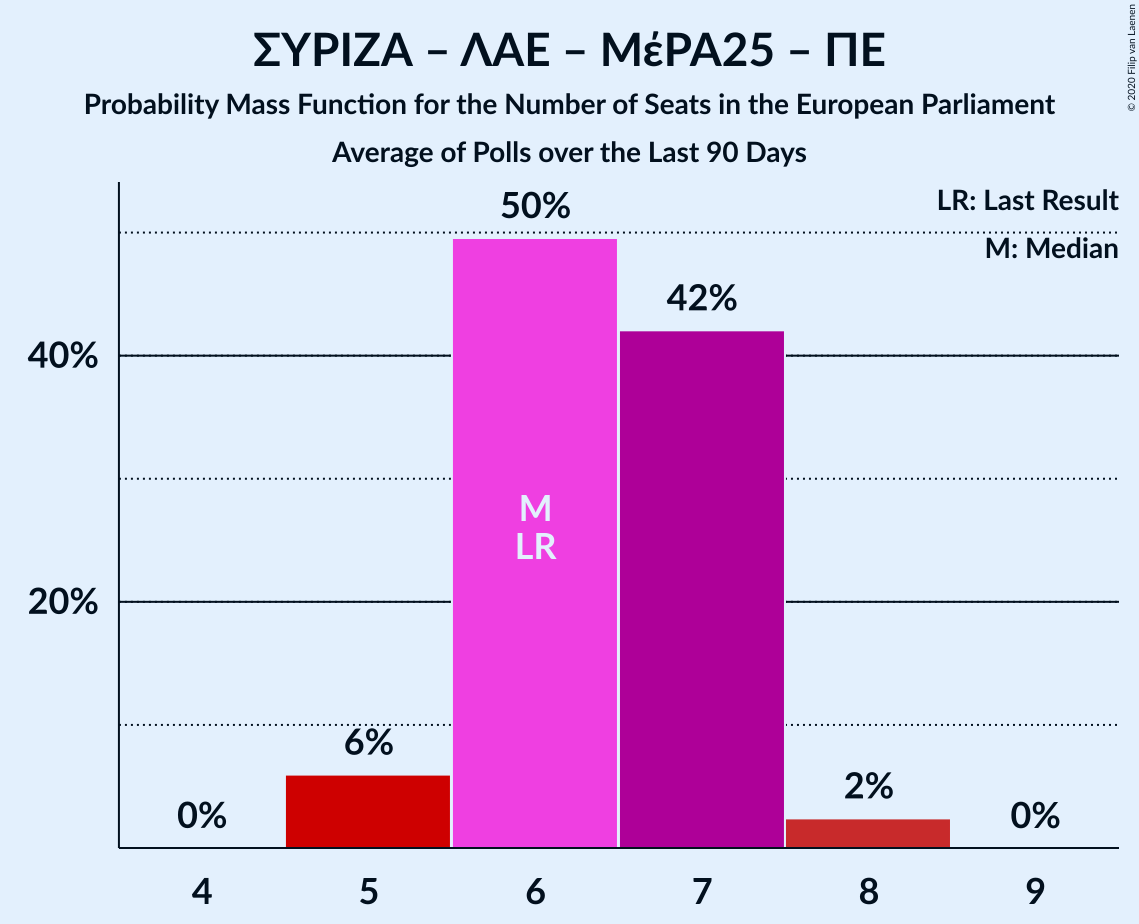 ΣΥΡΙΖΑ – ΛΑΕ – ΜέΡΑ25 – ΠΕ
Probability Mass Function for the Number of Seats in the European Parliament
Average of Polls over the Last 90 Days
© 2020 Filip van Laenen
LR: Last Result
M: Median
50%
42%
40%
M
LR
20%
6%
2%
0%
0%
4
5
6
7
8
9